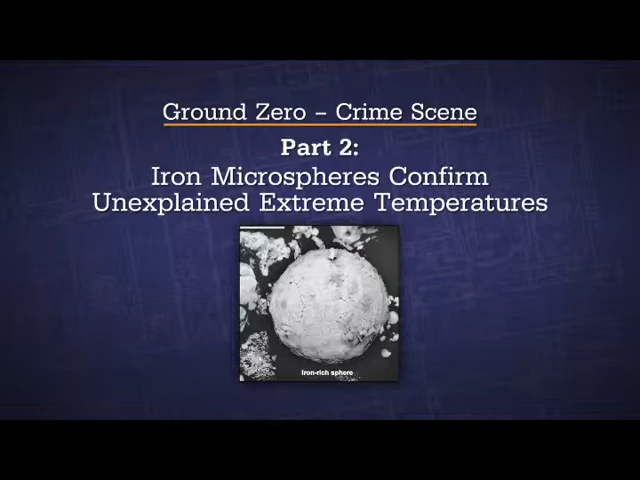 Ground Zero – Crime Scene
Part 2:
Iron Microspheres Confirm
Unexplained Extreme Temperatures
Iron-rich sphere